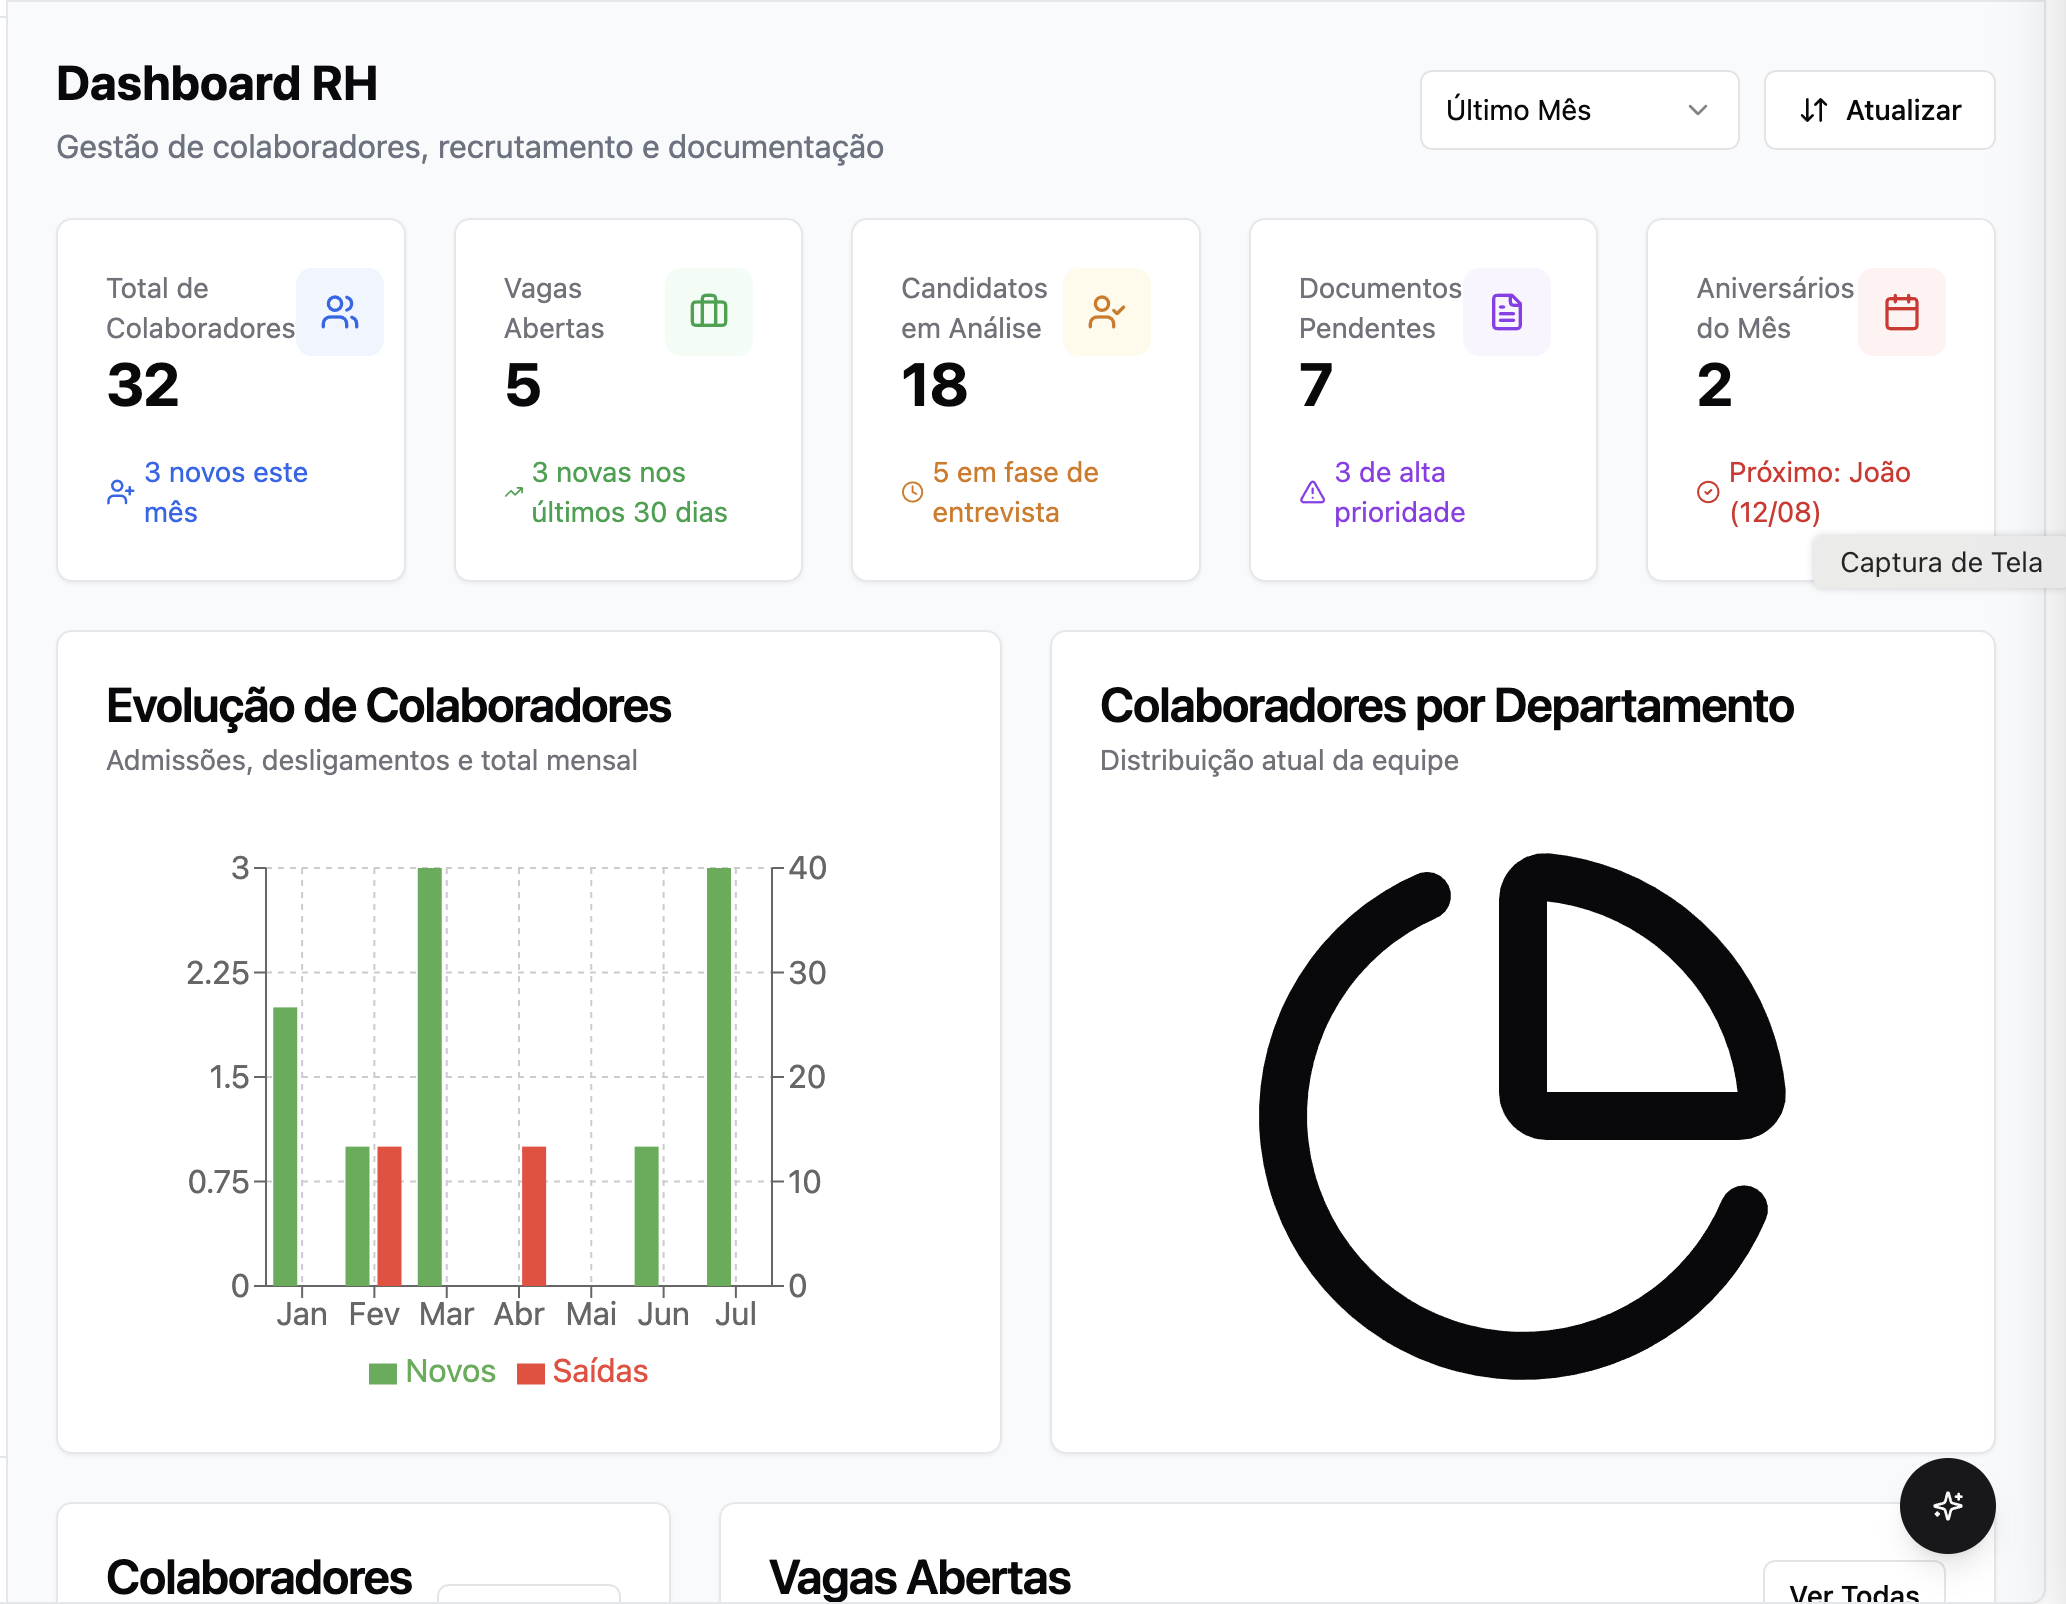 Dashboard RH
Gestão de colaboradores, recrutamento e documentação
Último Mês
Atualizar
Total de
Colaboradores
32
3 novos este
mês
Vagas
Abertas
5
3 novas nos
últimos 30 dias
Candidatos
em Análise
18
5 em fase de
entrevista
Documentos
Pendentes
7
3 de alta
prioridade
Aniversários
do Mês
2
Próximo: João
(12/08)
Captura de Tela
Evolução de Colaboradores
Admissões, desligamentos e total mensal
3
2.25
1.5
0.75
0
40
30
20
10
0
Jan Fev Mar Abr Mai Jun Jul
Novos Saídas
Colaboradores por Departamento
Distribuição atual da equipe
Colaboradores
Vagas Abertas
Ver Todas